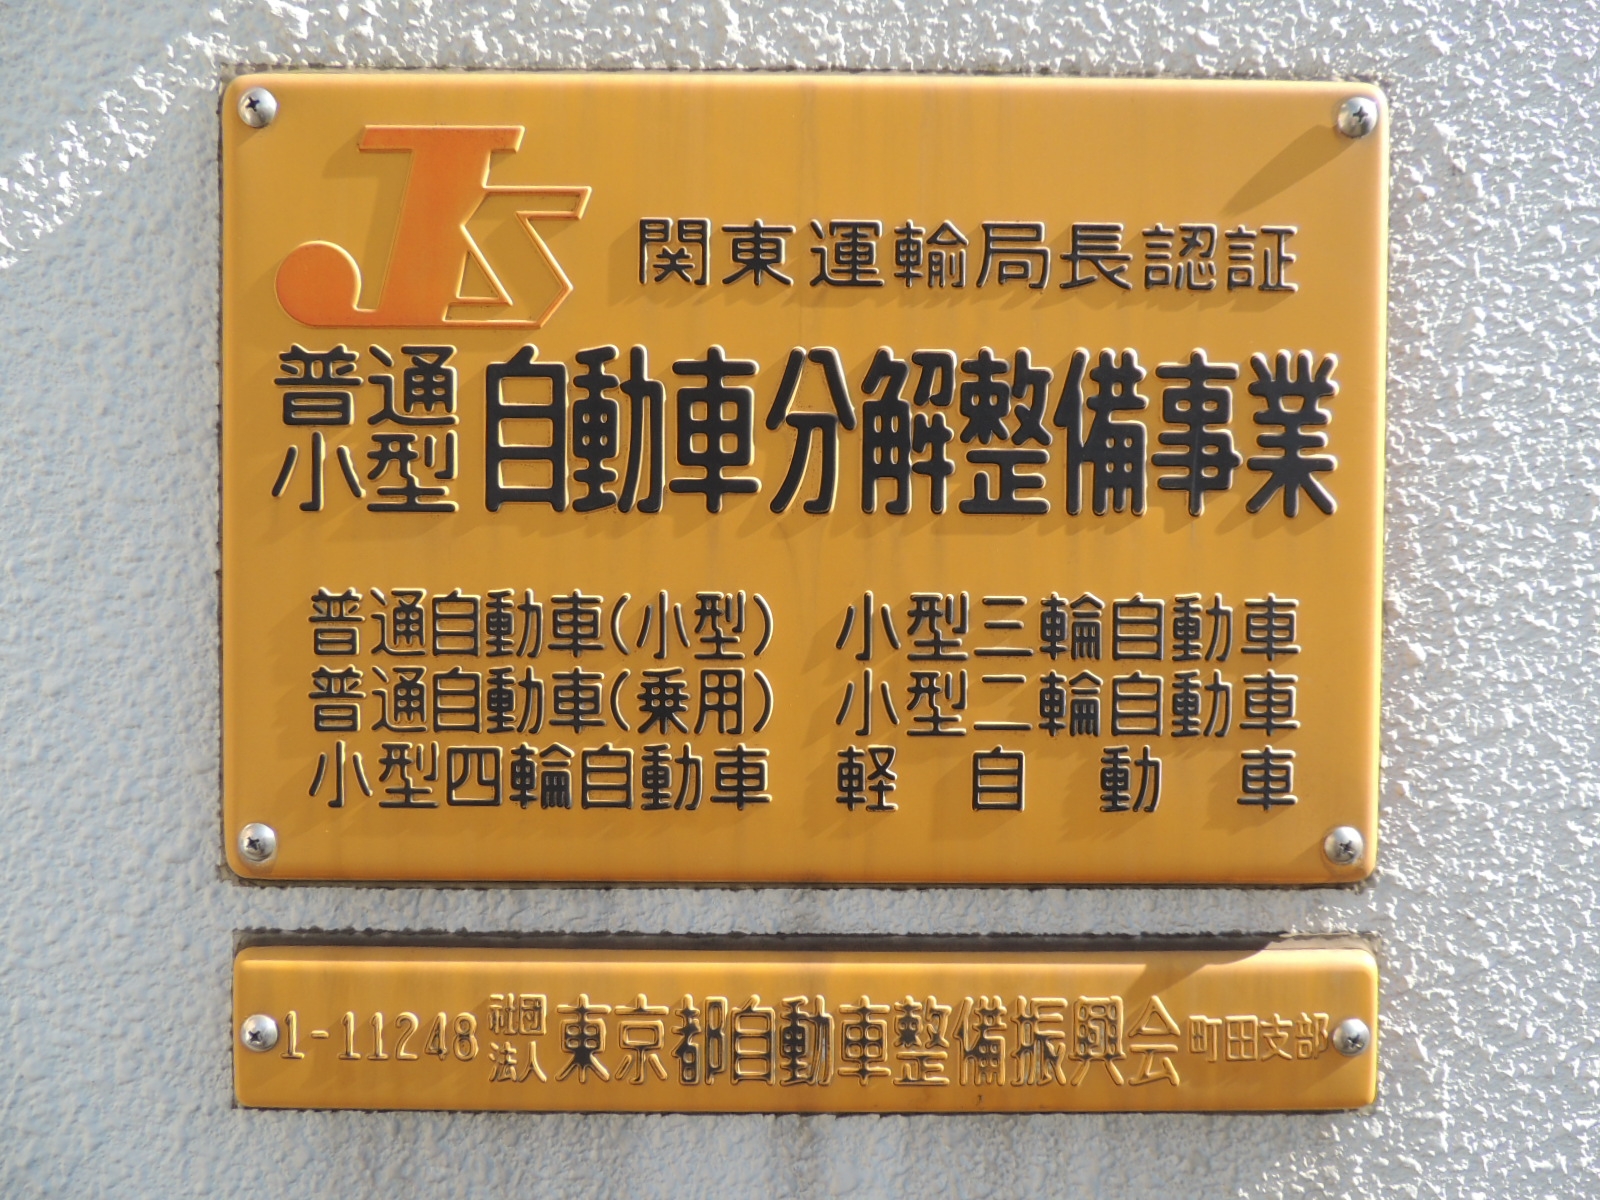 JS
関東運輸局長認証
普通小型自動車分解整備事業
普通自動車(小型) 小型三輪自動車
普通自動車(乗用) 小型二輪自動車
小型四輪自動車 軽自動車
1-11248 社団法人東京都自動車整備振興会町田支部